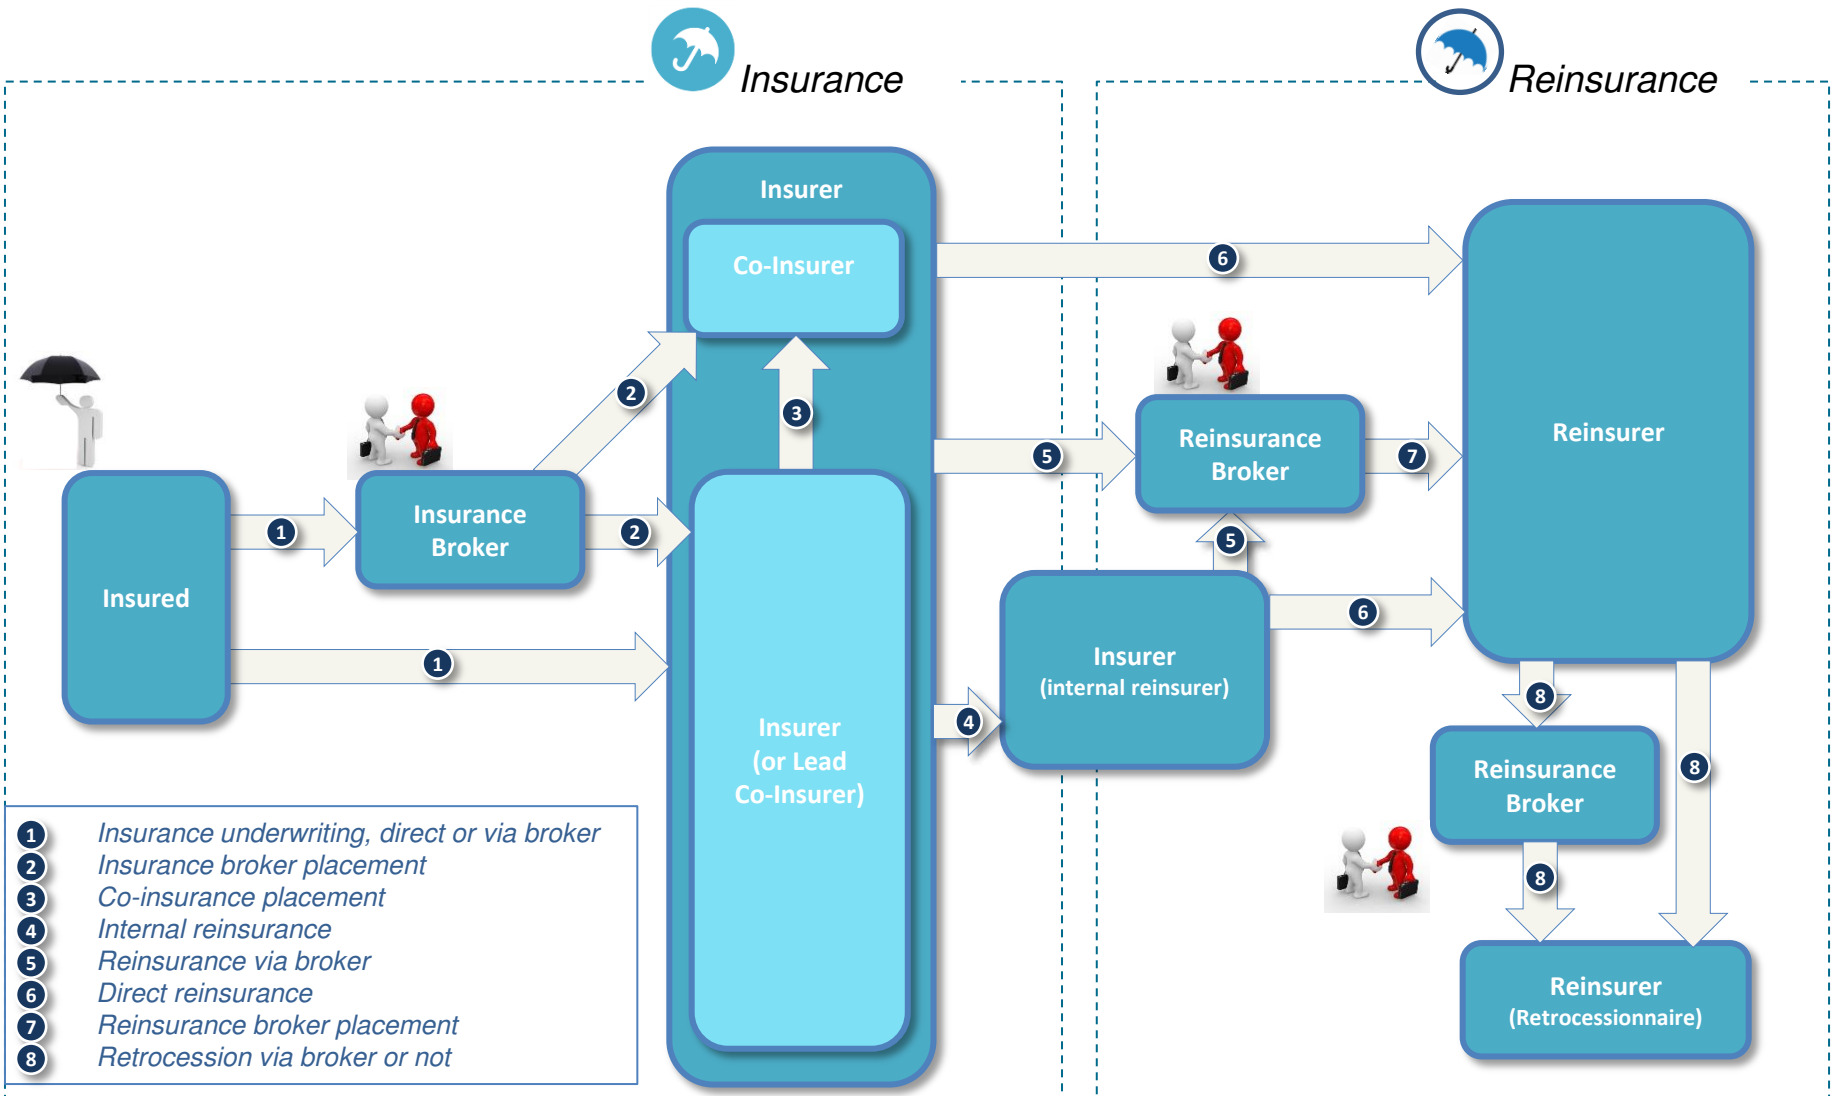 Insurance
Reinsurance
Insurer
Co-Insurer
6
2
3
Reinsurance
Broker
Reinsurer
5
7
Insured
1
Insurance
Broker
2
5
6
1
Insurer
(internal reinsurer)
4
Insurer
(or Lead
Co-Insurer)
8
Reinsurance
Broker
8
8
Reinsurer
(Retrocessionnaire)
1 Insurance underwriting, direct or via broker
2 Insurance broker placement
3 Co-insurance placement
4 Internal reinsurance
5 Reinsurance via broker
6 Direct reinsurance
7 Reinsurance broker placement
8 Retrocession via broker or not